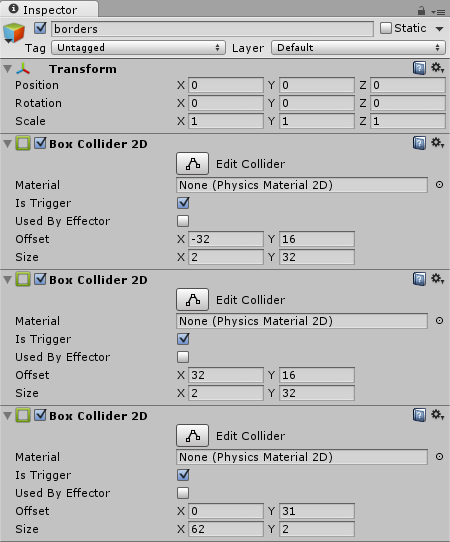 Inspector
borders Static
Tag Untagged Layer Default
Transform
Position X 0 Y 0 Z 0
Rotation X 0 Y 0 Z 0
Scale X 1 Y 1 Z 1
Box Collider 2D
Edit Collider
Material None (Physics Material 2D)
Is Trigger
Used By Effector
Offset X -32 Y 16
Size X 2 Y 32
Box Collider 2D
Edit Collider
Material None (Physics Material 2D)
Is Trigger
Used By Effector
Offset X 32 Y 16
Size X 2 Y 32
Box Collider 2D
Edit Collider
Material None (Physics Material 2D)
Is Trigger
Used By Effector
Offset X 0 Y 31
Size X 62 Y 2